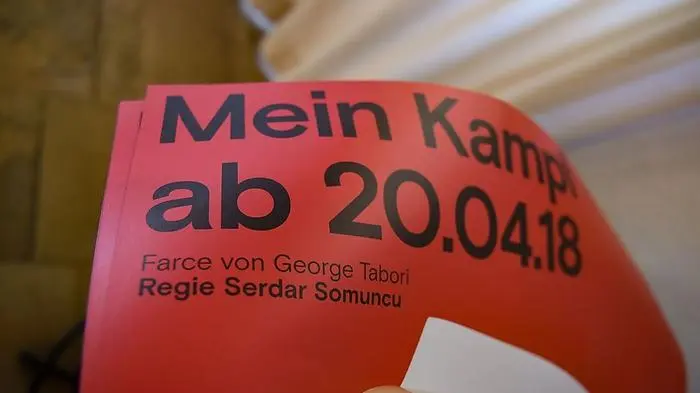 Mein Kampf
ab 20.04.18
Farce von George Tabori
Regie Serdar Somuncu